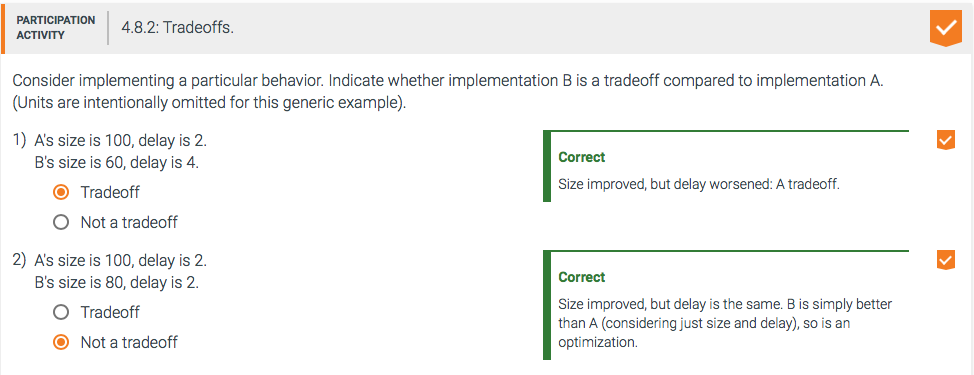 PARTICIPATION
ACTIVITY
4.8.2: Tradeoffs.
Consider implementing a particular behavior. Indicate whether implementation B is a tradeoff compared to implementation A.
(Units are intentionally omitted for this generic example).
1) A's size is 100, delay is 2.
B's size is 60, delay is 4.
Tradeoff
Not a tradeoff
Correct
Size improved, but delay worsened: A tradeoff.
2) A's size is 100, delay is 2.
B's size is 80, delay is 2.
Tradeoff
Not a tradeoff
Correct
Size improved, but delay is the same. B is simply better
than A (considering just size and delay), so is an
optimization.